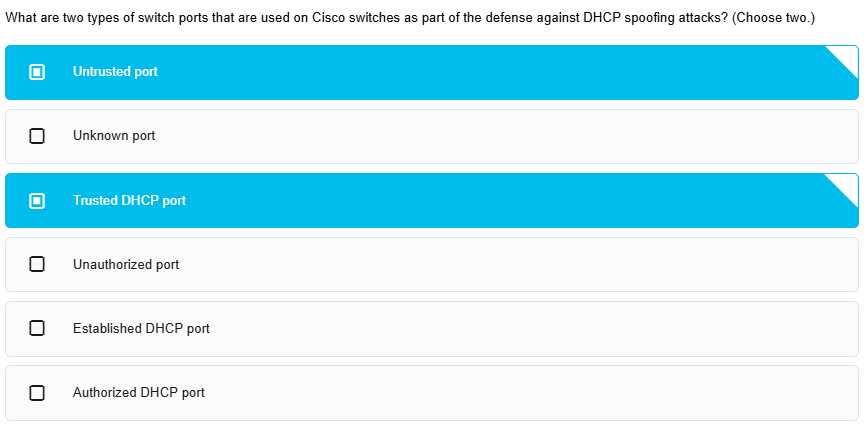 What are two types of switch ports that are used on Cisco switches as part of the defense against DHCP spoofing attacks? (Choose two.)
Untrusted port
Unknown port
Trusted DHCP port
Unauthorized port
Established DHCP port
Authorized DHCP port